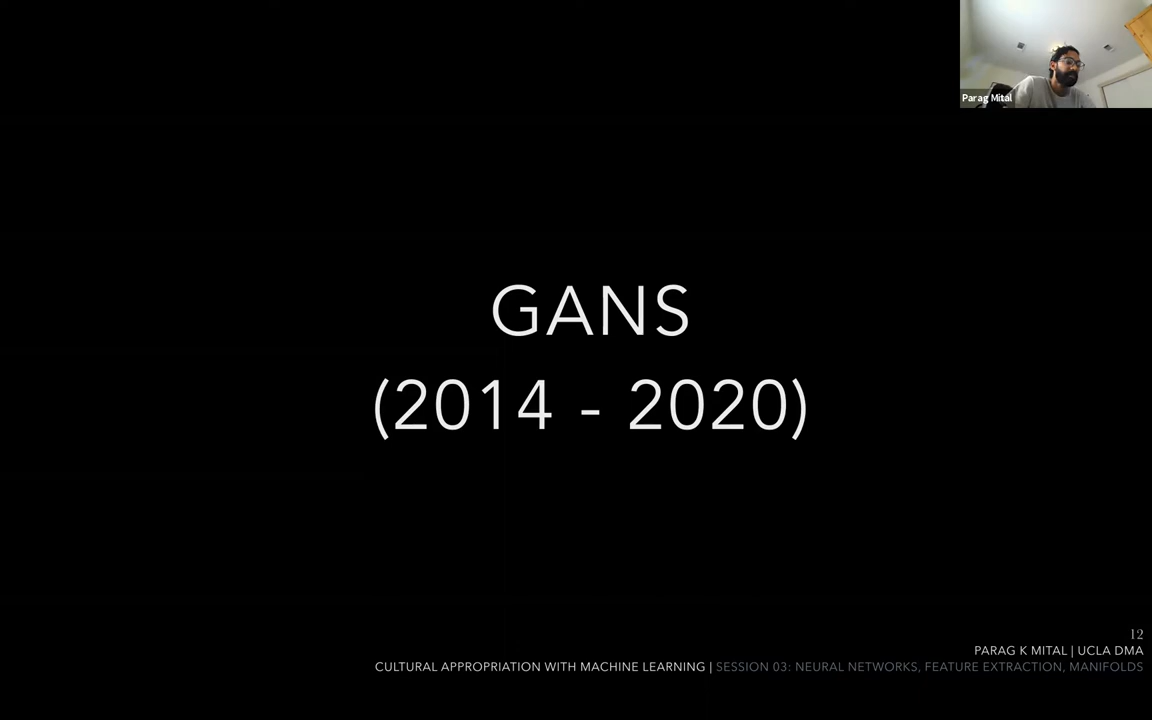 Parag Mital
GANS
(2014 - 2020)
12
PARAG K MITAL | UCLA DMA
CULTURAL APPROPRIATION WITH MACHINE LEARNING | SESSION 03: NEURAL NETWORKS, FEATURE EXTRACTION, MANIFOLDS